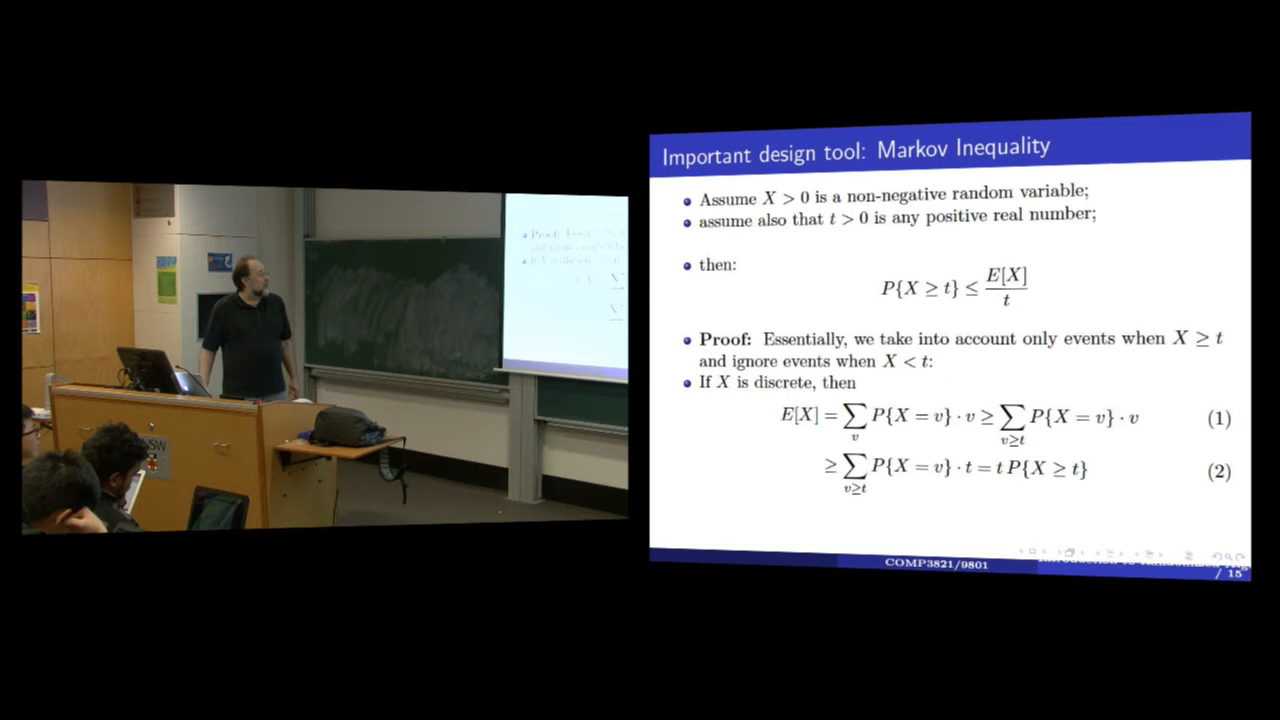 Important design tool: Markov Inequality
Assume X > 0 is a non-negative random variable;
assume also that t > 0 is any positive real number;
then:
P{X ≥ t} ≤ E[X] / t
Proof: Essentially, we take into account only events when X ≥ t
and ignore events when X < t:
If X is discrete, then
E[X] = ∑_v P{X = v} · v ≥ ∑_{v≥t} P{X = v} · v (1)
≥ ∑_{v≥t} P{X = v} · t = t P{X ≥ t} (2)
COMP3821/9801
/ 15